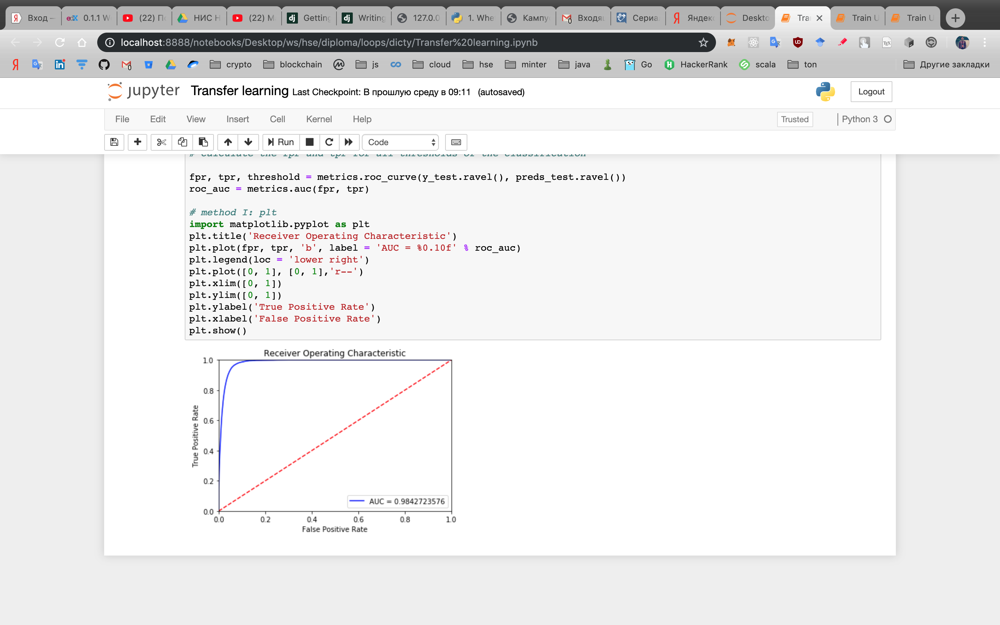 Вход –
edX 0.1.1 W
(22) По
НИС Н
(22) М
dj Getting
dj Writing
127.0.0
1. Whe
Кампу
0 Входя
Сериа
Я Яндек
Deskto
Tra
Train U
Train U
localhost:8888/notebooks/Desktop/ws/hse/diploma/loops/dicty/Transfer%20learning.ipynb
crypto blockchain js cloud hse minter java Go HackerRank scala ton Другие закладки
jupyter Transfer learning Last Checkpoint: В прошлую среду в 09:11 (autosaved) Logout
File Edit View Insert Cell Kernel Help Trusted Python 3
Run Code
# calculate the fpr and tpr for all thresholds of the classification
fpr, tpr, threshold = metrics.roc_curve(y_test.ravel(), preds_test.ravel())
roc_auc = metrics.auc(fpr, tpr)
# method I: plt
import matplotlib.pyplot as plt
plt.title('Receiver Operating Characteristic')
plt.plot(fpr, tpr, 'b', label = 'AUC = %0.10f' % roc_auc)
plt.legend(loc = 'lower right')
plt.plot([0, 1], [0, 1],'r--')
plt.xlim([0, 1])
plt.ylim([0, 1])
plt.ylabel('True Positive Rate')
plt.xlabel('False Positive Rate')
plt.show()
Receiver Operating Characteristic
True Positive Rate
1.0
0.8
0.6
0.4
0.2
0.0
AUC = 0.9842723576
0.0 0.2 0.4 0.6 0.8 1.0
False Positive Rate